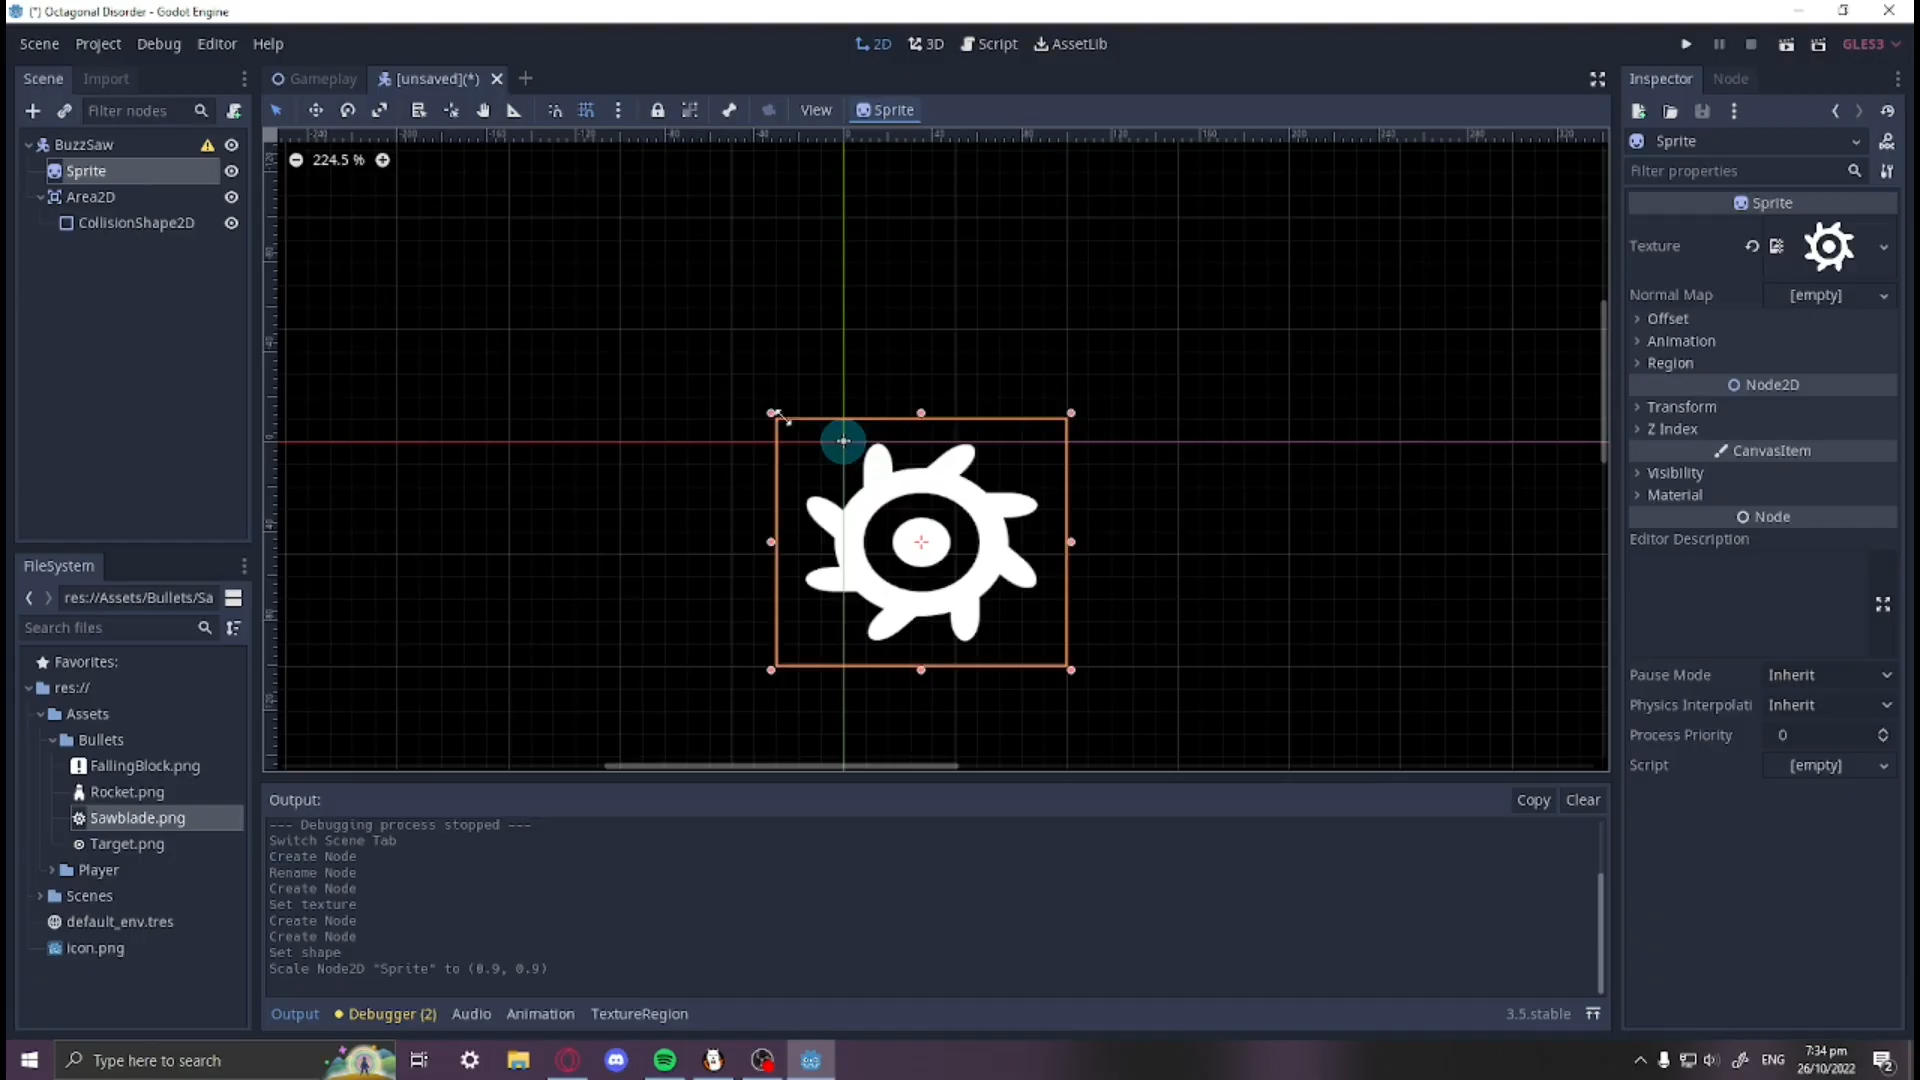 (*) Octagonal Disorder - Godot Engine
Scene Project Debug Editor Help
2D 3D Script AssetLib
GLES3
Scene Import
Gameplay [unsaved](*)
Inspector Node
Filter nodes
View Sprite
BuzzSaw
Sprite
Area2D
CollisionShape2D
224.5 %
Sprite
Filter properties
Sprite
Texture
Normal Map [empty]
Offset
Animation
Region
Node2D
Transform
Z Index
CanvasItem
Visibility
Material
Node
Editor Description
Pause Mode Inherit
Physics Interpolati Inherit
Process Priority 0
Script [empty]
FileSystem
res://Assets/Bullets/Sa
Search files
Favorites:
res://
Assets
Bullets
FallingBlock.png
Rocket.png
Sawblade.png
Target.png
Player
Scenes
default_env.tres
icon.png
Output: Copy Clear
--- Debugging process stopped ---
Switch Scene Tab
Create Node
Rename Node
Create Node
Set texture
Create Node
Create Node
Set shape
Scale Node2D "Sprite" to (0.9, 0.9)
Output Debugger (2) Audio Animation TextureRegion 3.5.stable
Type here to search
ENG
7:34 pm
26/10/2022
2